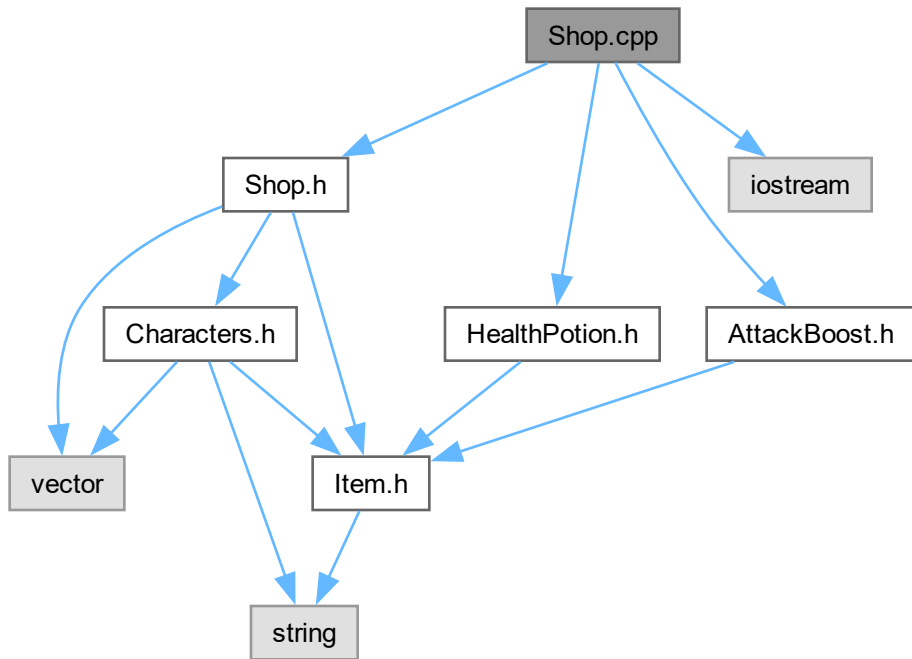 Shop.cpp
Shop.h
iostream
Characters.h
HealthPotion.h
AttackBoost.h
vector
Item.h
string